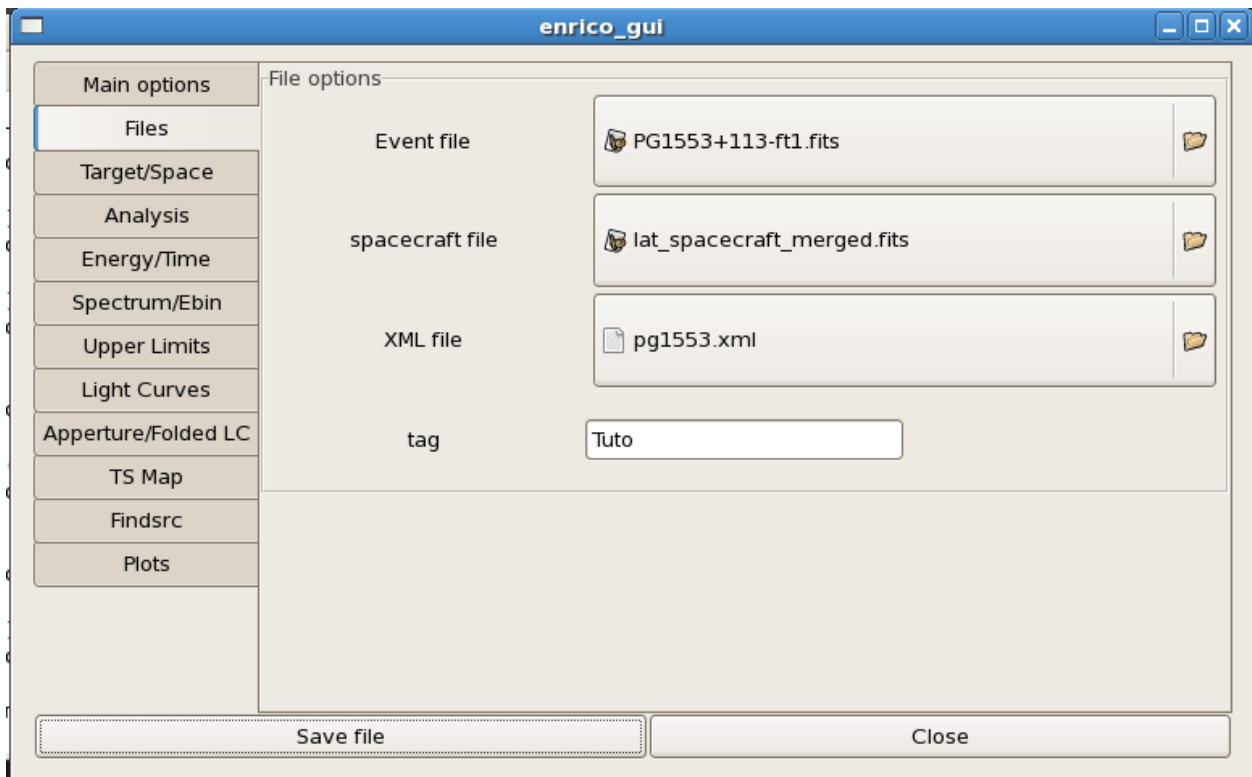 enrico_gui
Main options
Files
Target/Space
Analysis
Energy/Time
Spectrum/Ebin
Upper Limits
Light Curves
Apperture/Folded LC
TS Map
Findsrc
Plots
File options
Event file
PG1553+113-ft1.fits
spacecraft file
lat_spacecraft_merged.fits
XML file
pg1553.xml
tag
Tuto
Save file
Close